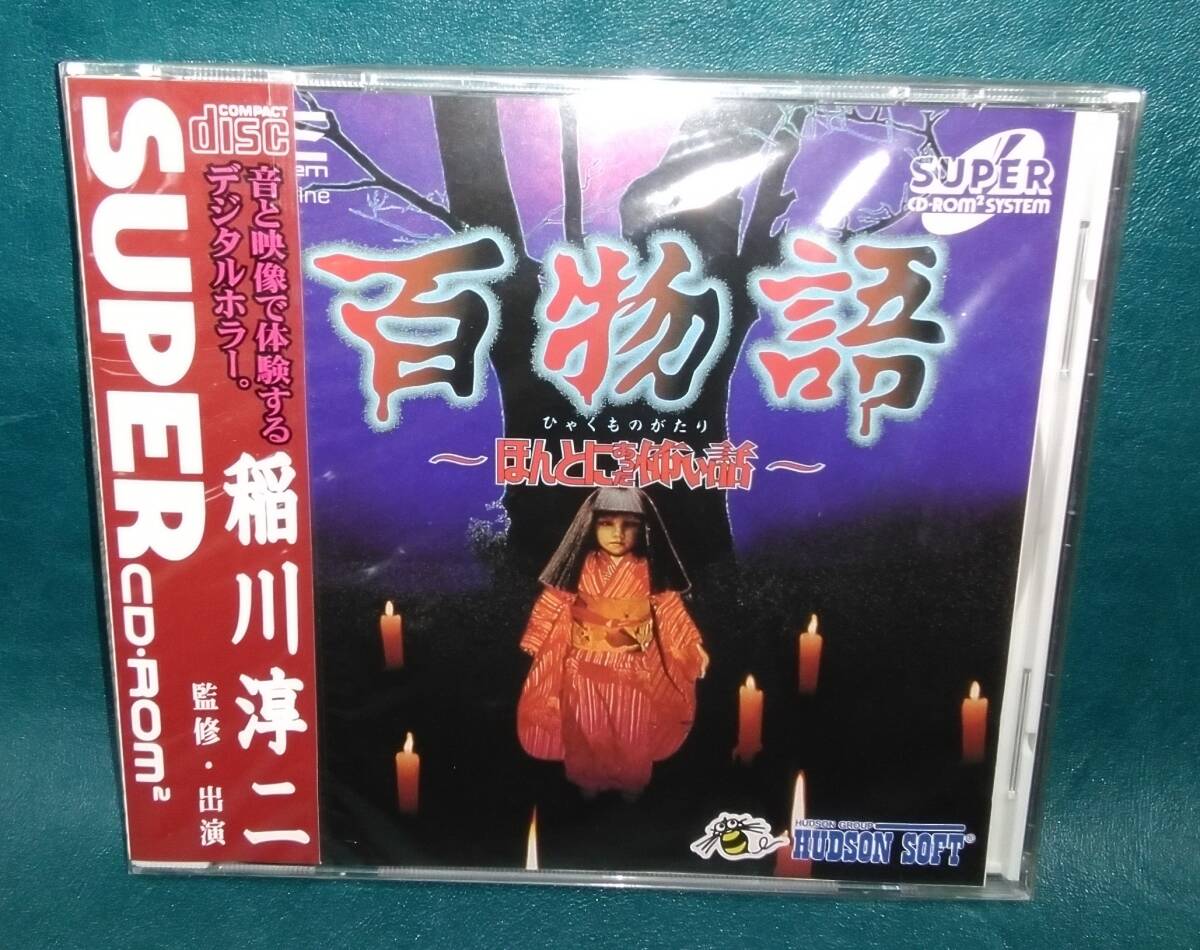 COMPACT
disc
SUPER CD-ROM²
音と映像で体験する
デジタルホラー。
稲川淳二
監修・出演
SUPER
CD-ROM² SYSTEM
百物語
ひゃくものがたり
～ほんとにあった怖い話～
HUDSON GROUP
HUDSON SOFT®